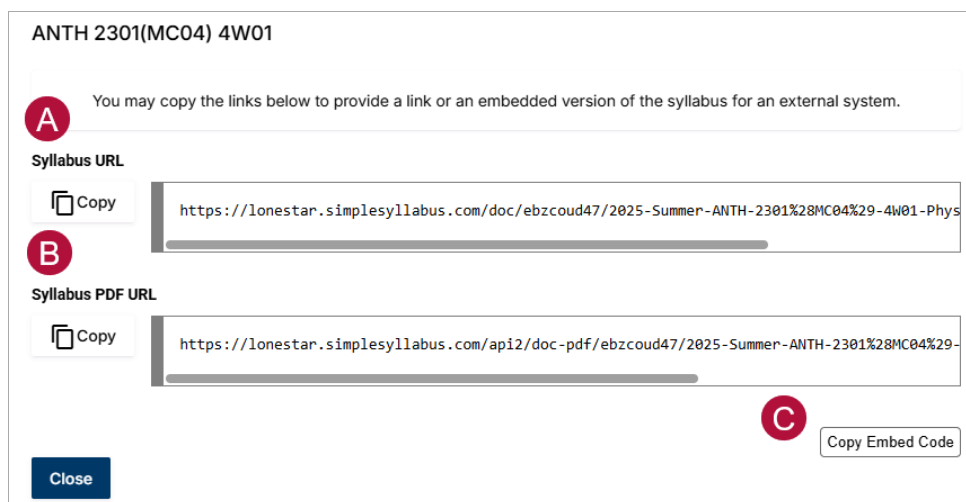 ANTH 2301(MC04) 4W01
You may copy the links below to provide a link or an embedded version of the syllabus for an external system.
A
Syllabus URL
Copy
https://lonestar.simplesyllabus.com/doc/ebzcoud47/2025-Summer-ANTH-2301%28MC04%29-4W01-Phys
B
Syllabus PDF URL
Copy
https://lonestar.simplesyllabus.com/api2/doc-pdf/ebzcoud47/2025-Summer-ANTH-2301%28MC04%29-
C
Copy Embed Code
Close